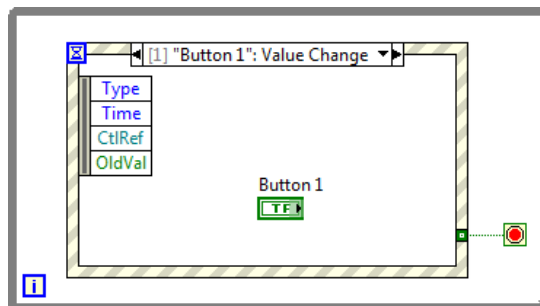 [1] "Button 1": Value Change
Type
Time
CtlRef
OldVal
Button 1
TF
i